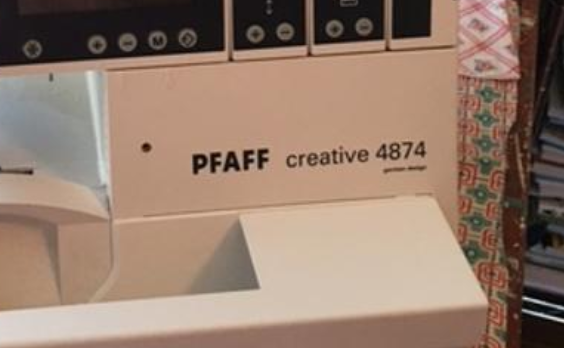 PFAFF creative 4874
german design